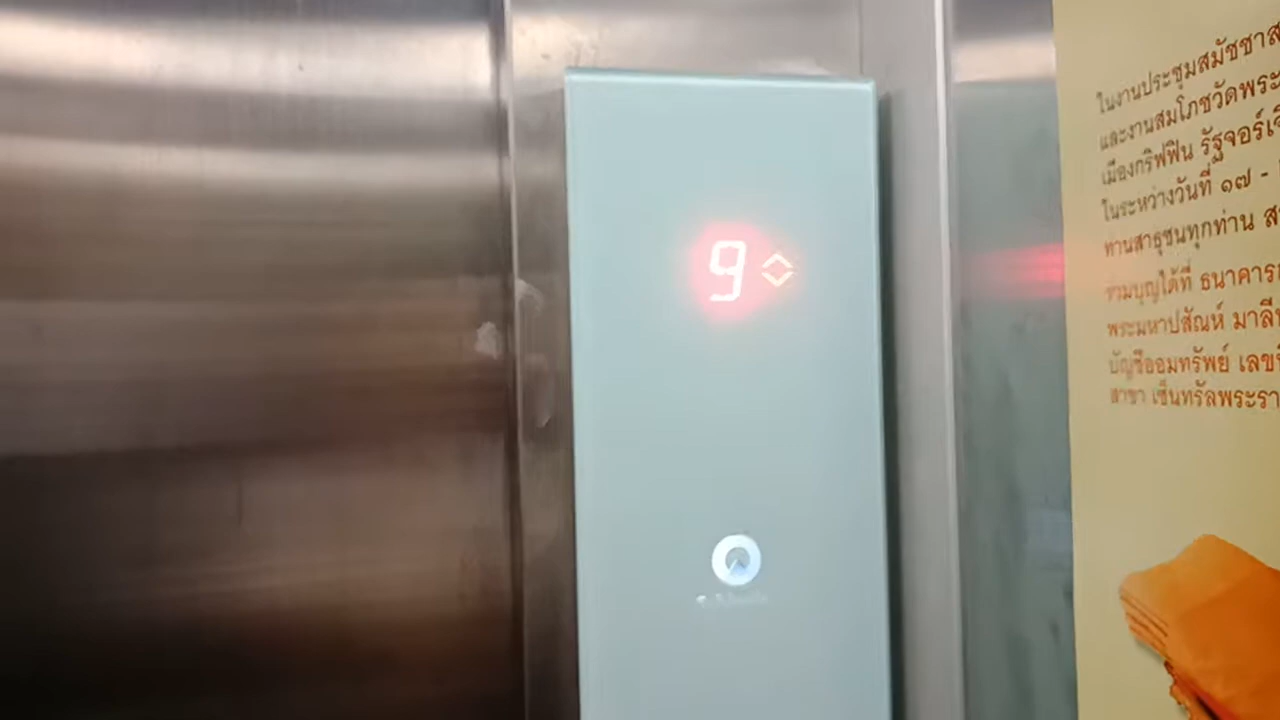 9
ในงานประชุมสมัชชาส
และงานสมโภชวัดพระ
เมืองกริฟฟิน รัฐจอร์เจี
ในระหว่างวันที่ ๑๗ -
ท่านสาธุชนทุกท่าน ส
ร่วมบุญได้ที่ ธนาคาร
พระมหาปสัณห์ มาลี
บัญชีออมทรัพย์ เลขที่
สาขา เซ็นทรัลพระรา